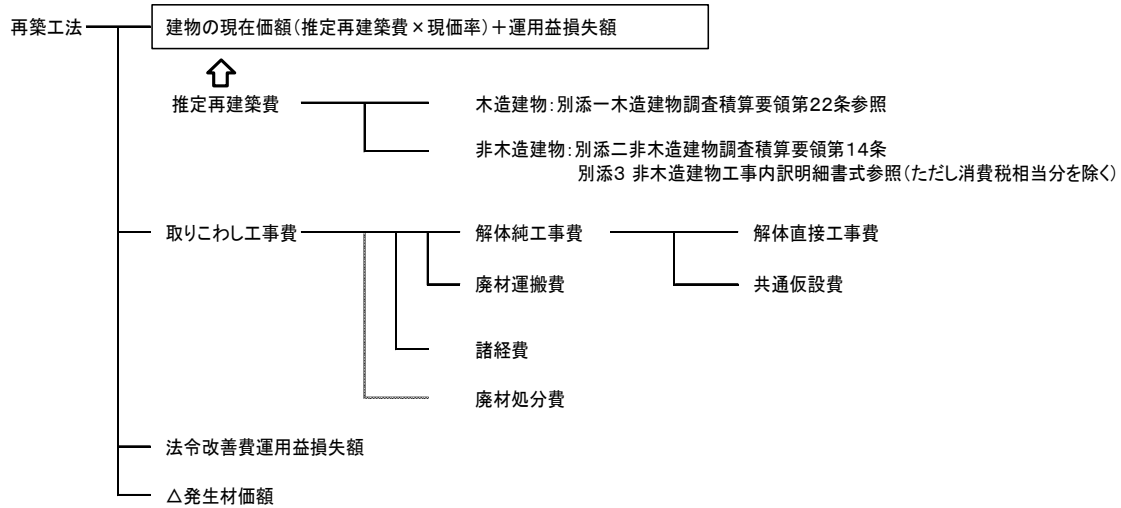 再築工法
建物の現在価額(推定再建築費×現価率)+運用益損失額
推定再建築費
木造建物:別添一木造建物調査積算要領第22条参照
非木造建物:別添二非木造建物調査積算要領第14条
別添3 非木造建物工事内訳明細書式参照(ただし消費税相当分を除く)
取りこわし工事費
解体純工事費
解体直接工事費
廃材運搬費
共通仮設費
諸経費
廃材処分費
法令改善費運用益損失額
△発生材価額